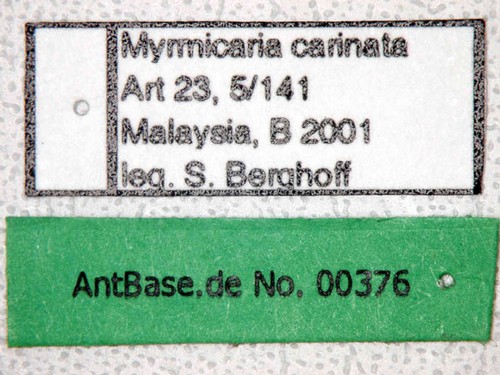 Myrmicaria carinata
Art 23, 5/141
Malaysia, B 2001
leg. S. Berghoff
AntBase.de No. 00376